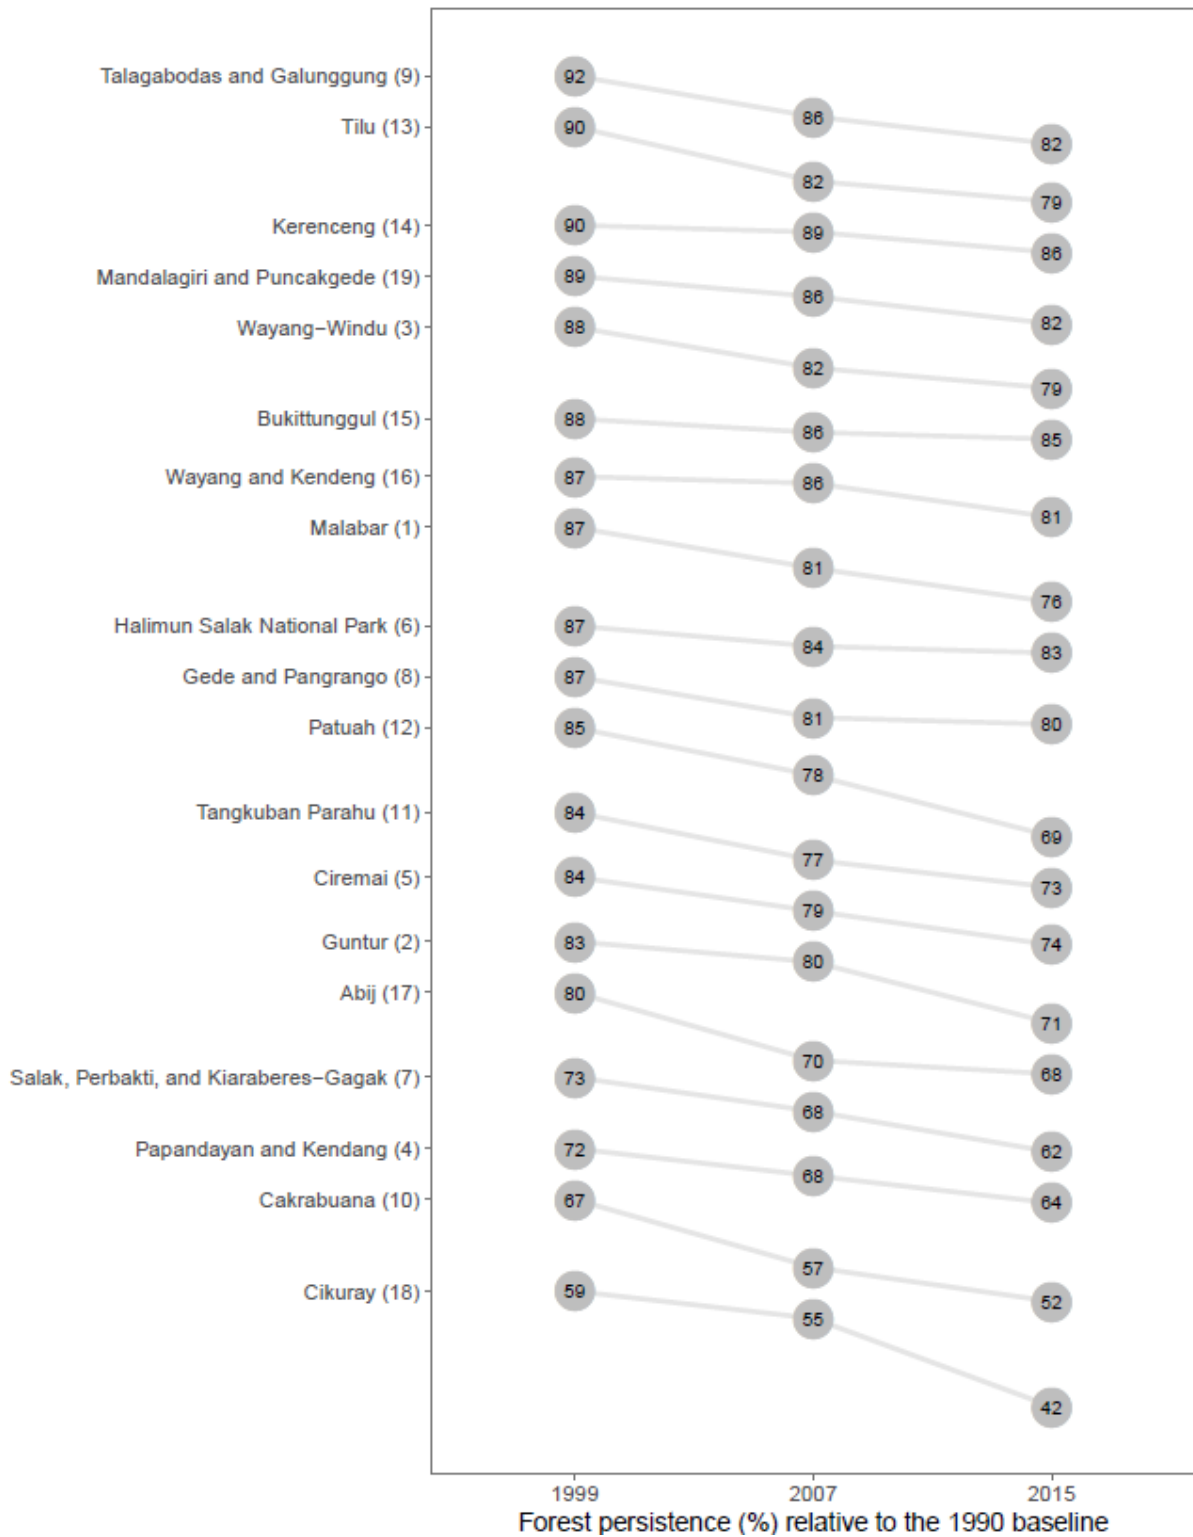 Talagabodas and Galunggung (9) 92 86 82
Tilu (13) 90 82 79
Kerenceng (14) 90 89 86
Mandalagiri and Puncakgede (19) 89 86 82
Wayang−Windu (3) 88 82 79
Bukittunggul (15) 88 86 85
Wayang and Kendeng (16) 87 86 81
Malabar (1) 87 81 76
Halimun Salak National Park (6) 87 84 83
Gede and Pangrango (8) 87 81 80
Patuah (12) 85 78 69
Tangkuban Parahu (11) 84 77 73
Ciremai (5) 84 79 74
Guntur (2) 83 80 71
Abij (17) 80 70 68
Salak, Perbakti, and Kiaraberes−Gagak (7) 73 68 62
Papandayan and Kendang (4) 72 68 64
Cakrabuana (10) 67 57 52
Cikuray (18) 59 55 42
1999 2007 2015
Forest persistence (%) relative to the 1990 baseline